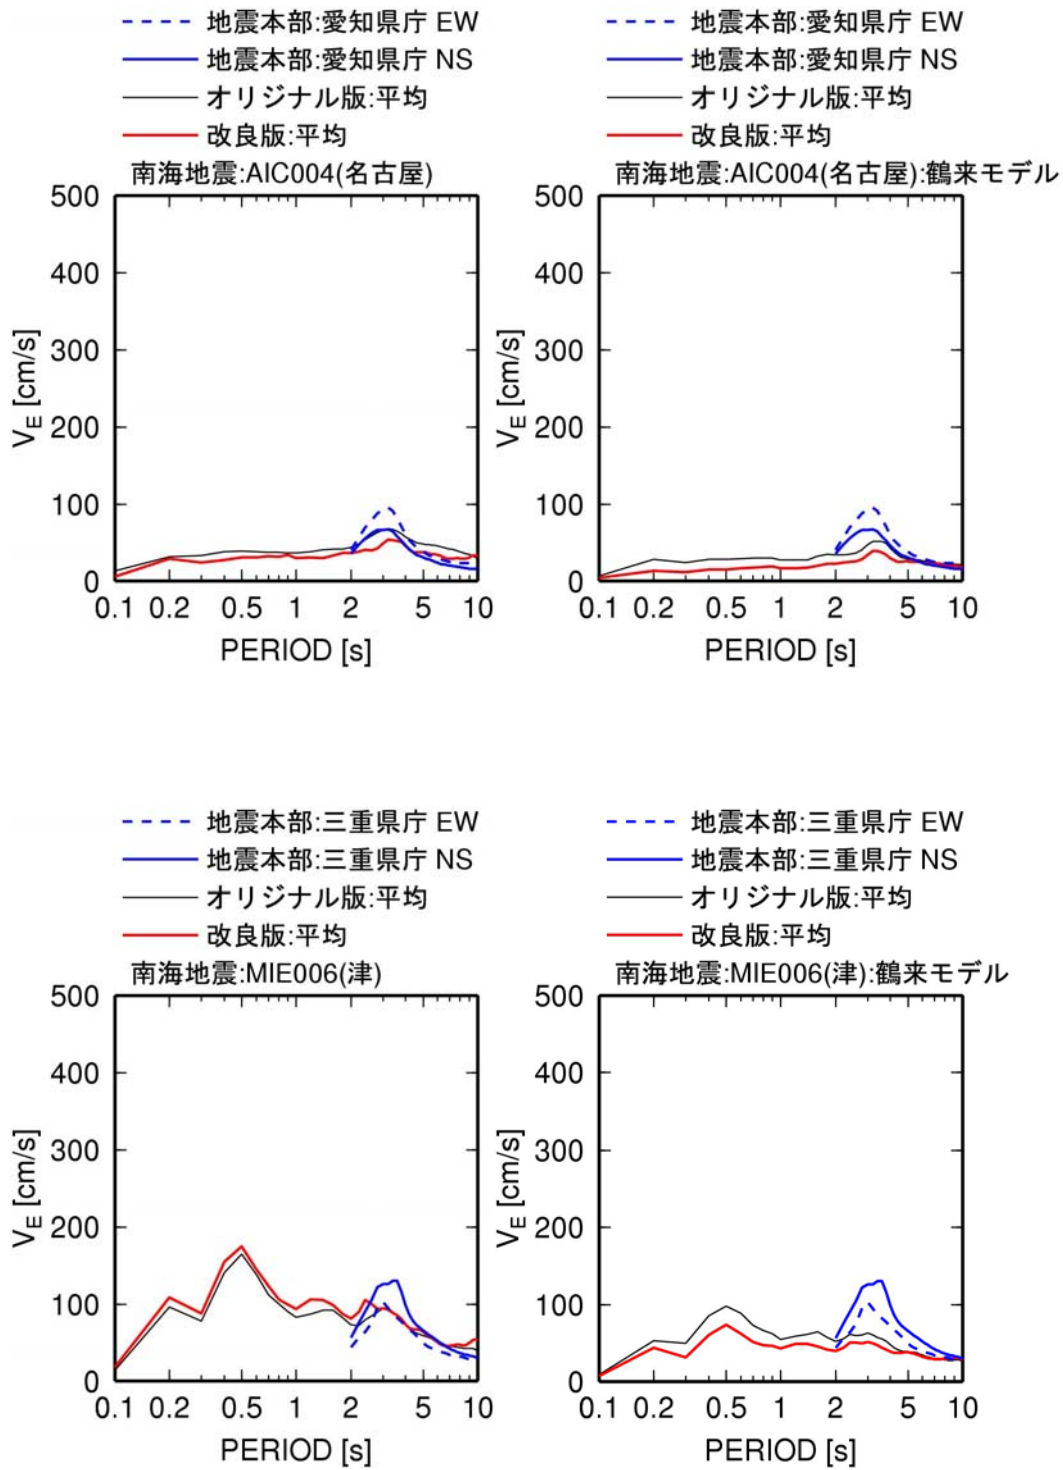 地震本部:愛知県庁 EW
地震本部:愛知県庁 NS
オリジナル版:平均
改良版:平均
南海地震:AIC004(名古屋)
500
400
300
200
100
0
V_E [cm/s]
0.1 0.2 0.5 1 2 5 10
PERIOD [s]
地震本部:愛知県庁 EW
地震本部:愛知県庁 NS
オリジナル版:平均
改良版:平均
南海地震:AIC004(名古屋):鶴来モデル
500
400
300
200
100
0
V_E [cm/s]
0.1 0.2 0.5 1 2 5 10
PERIOD [s]
地震本部:三重県庁 EW
地震本部:三重県庁 NS
オリジナル版:平均
改良版:平均
南海地震:MIE006(津)
500
400
300
200
100
0
V_E [cm/s]
0.1 0.2 0.5 1 2 5 10
PERIOD [s]
地震本部:三重県庁 EW
地震本部:三重県庁 NS
オリジナル版:平均
改良版:平均
南海地震:MIE006(津):鶴来モデル
500
400
300
200
100
0
V_E [cm/s]
0.1 0.2 0.5 1 2 5 10
PERIOD [s]